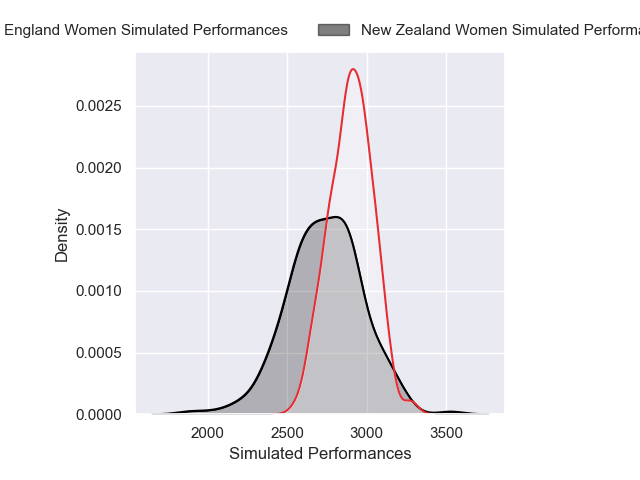 England Women Simulated Performances
New Zealand Women Simulated
0.0025
0.0020
0.0015
0.0010
0.0005
0.0000
Density
2000 2500 3000 3500
Simulated Performances